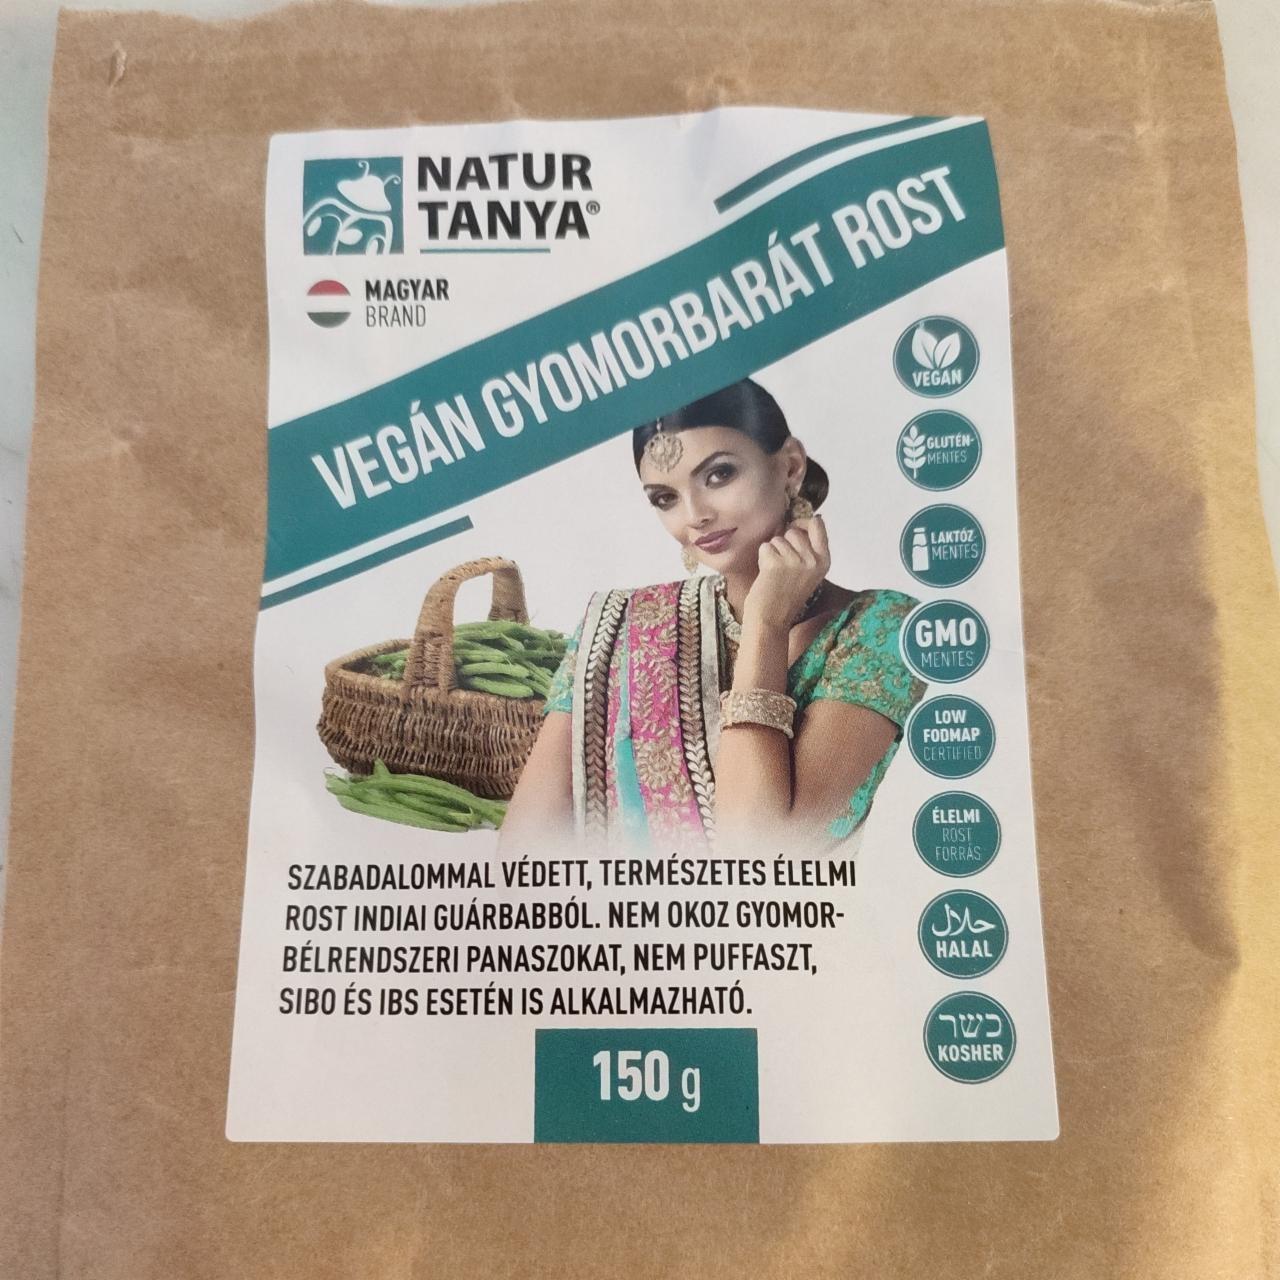 NATUR
TANYA®
MAGYAR
BRAND
VEGÁN GYOMORBARÁT ROST
VEGAN
GLUTÉN-
MENTES
LAKTÓZ
MENTES
GMO
MENTES
LOW
FODMAP
CERTIFIED
ÉLELMI
ROST
FORRÁS
حلال
HALAL
כשר
KOSHER
SZABADALOMMAL VÉDETT, TERMÉSZETES ÉLELMI
ROST INDIAI GUÁRBABBÓL. NEM OKOZ GYOMOR-
BÉLRENDSZERI PANASZOKAT, NEM PUFFASZT,
SIBO ÉS IBS ESETÉN IS ALKALMAZHATÓ.
150 g